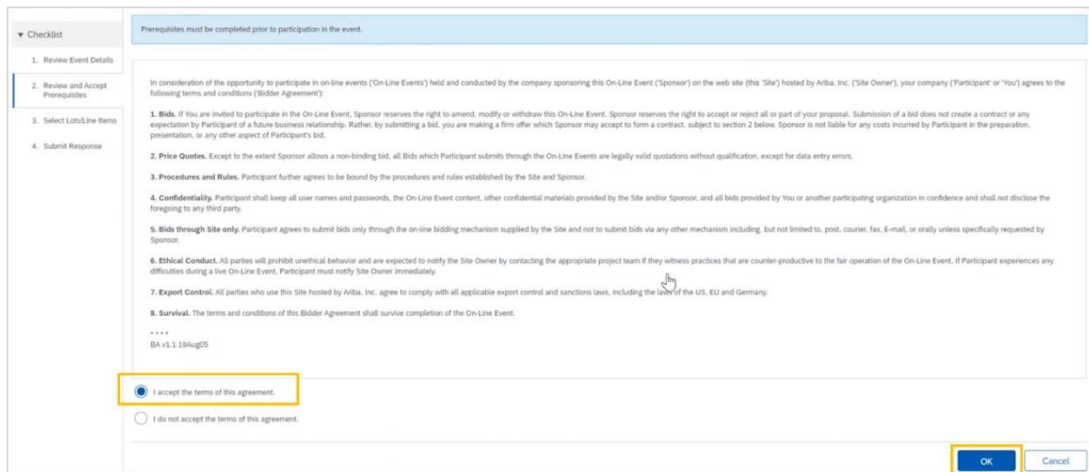 ▼ Checklist
1. Review Event Details
2. Review and Accept
Prerequisites
3. Select Lots/Line Items
4. Submit Response
Prerequisites must be completed prior to participation in the event.
In consideration of the opportunity to participate in on-line events ('On-Line Events') held and conducted by the company sponsoring this On-Line Event ('Sponsor') on the web site (this 'Site') hosted by Ariba, Inc. ('Site Owner'), your company ('Participant' or 'You') agrees to the
following terms and conditions ('Bidder Agreement'):
1. Bids. If You are invited to participate in the On-Line Event, Sponsor reserves the right to amend, modify or withdraw this On-Line Event. Sponsor reserves the right to accept or reject all or part of your proposal. Submission of a bid does not create a contract or any
expectation by Participant of a future business relationship. Rather, by submitting a bid, you are making a firm offer which Sponsor may accept to form a contract, subject to section 2 below. Sponsor is not liable for any costs incurred by Participant in the preparation,
presentation, or any other aspect of Participant's bid.
2. Price Quotes. Except to the extent Sponsor allows a non-binding bid, all Bids which Participant submits through the On-Line Events are legally valid quotations without qualification, except for data entry errors.
3. Procedures and Rules. Participant further agrees to be bound by the procedures and rules established by the Site and Sponsor.
4. Confidentiality. Participant shall keep all user names and passwords, the On-Line Event content, other confidential materials provided by the Site and/or Sponsor, and all bids provided by You or another participating organization in confidence and shall not disclose the
foregoing to any third party.
5. Bids through Site only. Participant agrees to submit bids only through the on-line bidding mechanism supplied by the Site and not to submit bids via any other mechanism including, but not limited to, post, courier, fax, E-mail, or orally unless specifically requested by
Sponsor.
6. Ethical Conduct. All parties will prohibit unethical behavior and are expected to notify the Site Owner by contacting the appropriate project team if they witness practices that are counter-productive to the fair operation of the On-Line Event. If Participant experiences any
difficulties during a live On-Line Event, Participant must notify Site Owner immediately.
7. Export Control. All parties who use this Site hosted by Ariba, Inc. agree to comply with all applicable export control and sanctions laws, including the laws of the US, EU and Germany.
8. Survival. The terms and conditions of this Bidder Agreement shall survive completion of the On-Line Event.
* * * *
BA v1.1 19Aug05
I accept the terms of this agreement.
I do not accept the terms of this agreement.
OK Cancel